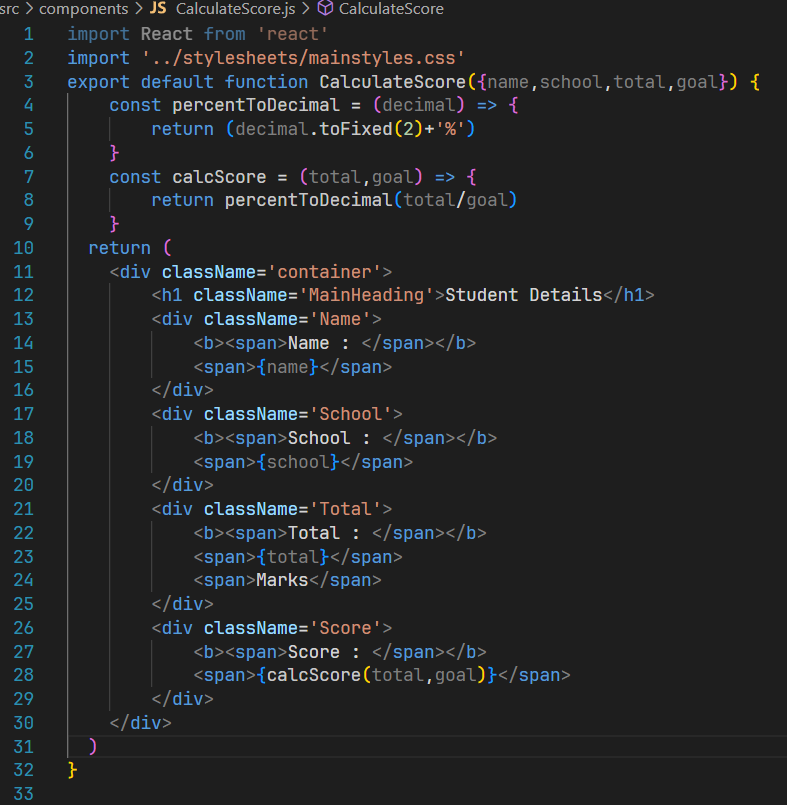 src > components > JS CalculateScore.js > CalculateScore
1 import React from 'react'
2 import '../stylesheets/mainstyles.css'
3 export default function CalculateScore({name,school,total,goal}) {
4     const percentToDecimal = (decimal) => {
5         return (decimal.toFixed(2)+'%')
6     }
7     const calcScore = (total,goal) => {
8         return percentToDecimal(total/goal)
9     }
10   return (
11     <div className='container'>
12         <h1 className='MainHeading'>Student Details</h1>
13         <div className='Name'>
14             <b><span>Name : </span></b>
15             <span>{name}</span>
16         </div>
17         <div className='School'>
18             <b><span>School : </span></b>
19             <span>{school}</span>
20         </div>
21         <div className='Total'>
22             <b><span>Total : </span></b>
23             <span>{total}</span>
24             <span>Marks</span>
25         </div>
26         <div className='Score'>
27             <b><span>Score : </span></b>
28             <span>{calcScore(total,goal)}</span>
29         </div>
30     </div>
31   )
32 }
33